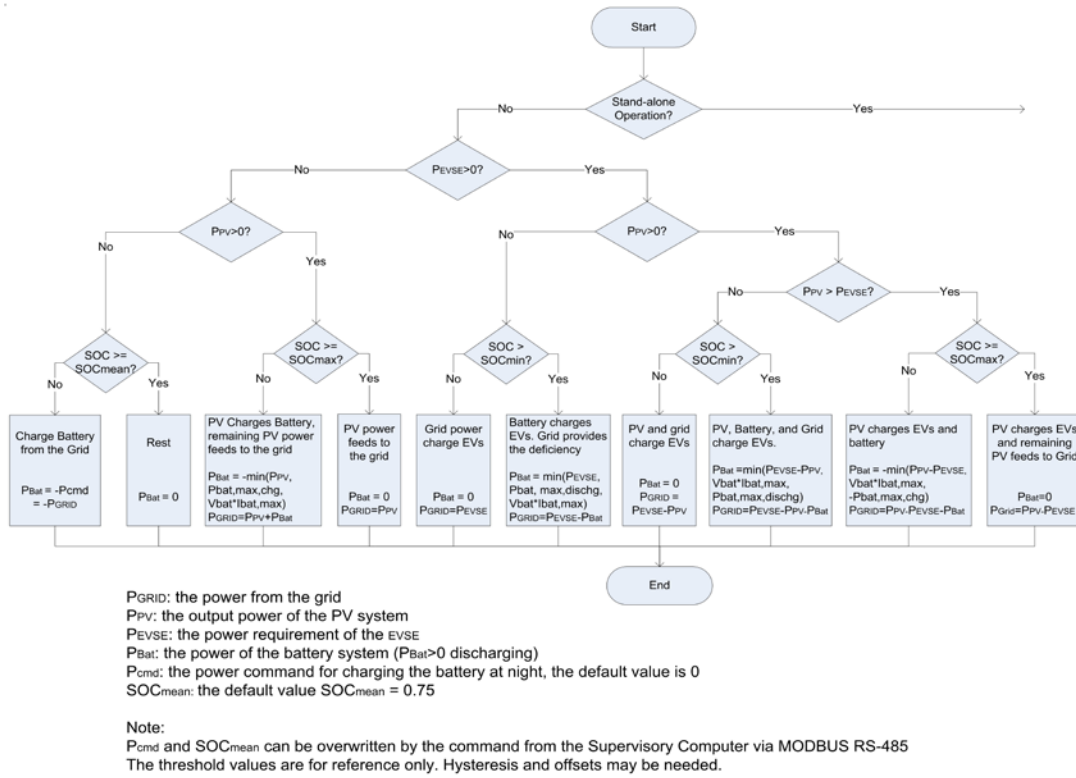 Start
Stand-alone
Operation?
No
Yes
PEVSE>0?
No
Yes
PPV>0?
No
Yes
PPV>0?
No
Yes
PPV > PEVSE?
No
Yes
SOC >=
SOCmean?
No
Yes
SOC >=
SOCmax?
No
Yes
SOC >
SOCmin?
No
Yes
SOC >
SOCmin?
No
Yes
SOC >=
SOCmax?
No
Yes
Charge Battery
from the Grid
PBat = -Pcmd
= -PGRID
Rest
PBat = 0
PV Charges Battery,
remaining PV power
feeds to the grid
PBat = -min(PPV,
Pbat,max,chg,
Vbat*Ibat,max)
PGRID=PPV+PBat
PV power
feeds to
the grid
PBat = 0
PGRID=PPV
Grid power
charge EVs
PBat = 0
PGRID=PEVSE
Battery charges
EVs. Grid provides
the deficiency
PBat = min(PEVSE,
Pbat, max,dischg,
Vbat*Ibat,max)
PGRID=PEVSE-PBat
PV and grid
charge EVs
PBat = 0
PGRID =
PEVSE-PPV
PV, Battery, and Grid
charge EVs.
PBat =min(PEVSE-PPV,
Vbat*Ibat,max,
Pbat,max,dischg)
PGRID=PEVSE-PPV-PBat
PV charges EVs and
battery
PBat = -min(PPV-PEVSE,
Vbat*Ibat,max,
-Pbat,max,chg)
PGRID=PPV-PEVSE-PBat
PV charges EVs
and remaining
PV feeds to Grid
PBat=0
PGrid=PPV-PEVSE
End
PGRID: the power from the grid
PPV: the output power of the PV system
PEVSE: the power requirement of the EVSE
PBat: the power of the battery system (PBat>0 discharging)
Pcmd: the power command for charging the battery at night, the default value is 0
SOCmean: the default value SOCmean = 0.75
Note:
Pcmd and SOCmean can be overwritten by the command from the Supervisory Computer via MODBUS RS-485
The threshold values are for reference only. Hysteresis and offsets may be needed.